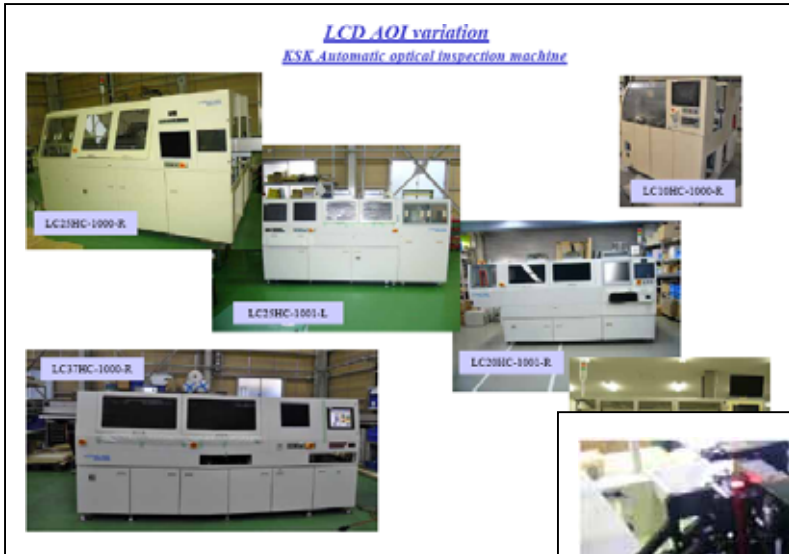 LCD AOI variation
KSK Automatic optical inspection machine
LC25HC-1000-R
LC10HC-1000-R
LC25HC-1001-L
LC20HC-1001-R
LC37HC-1000-R